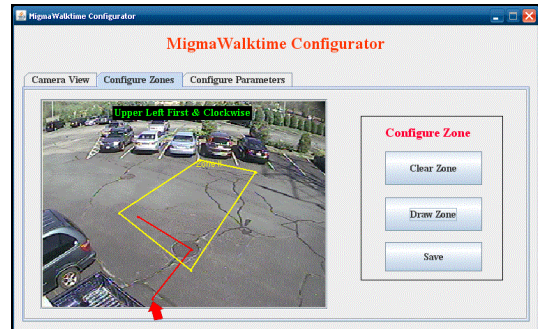 MigmaWalktime Configurator
MigmaWalktime Configurator
Camera View
Configure Zones
Configure Parameters
Upper Left First & Clockwise
Configure Zone
Clear Zone
Draw Zone
Save